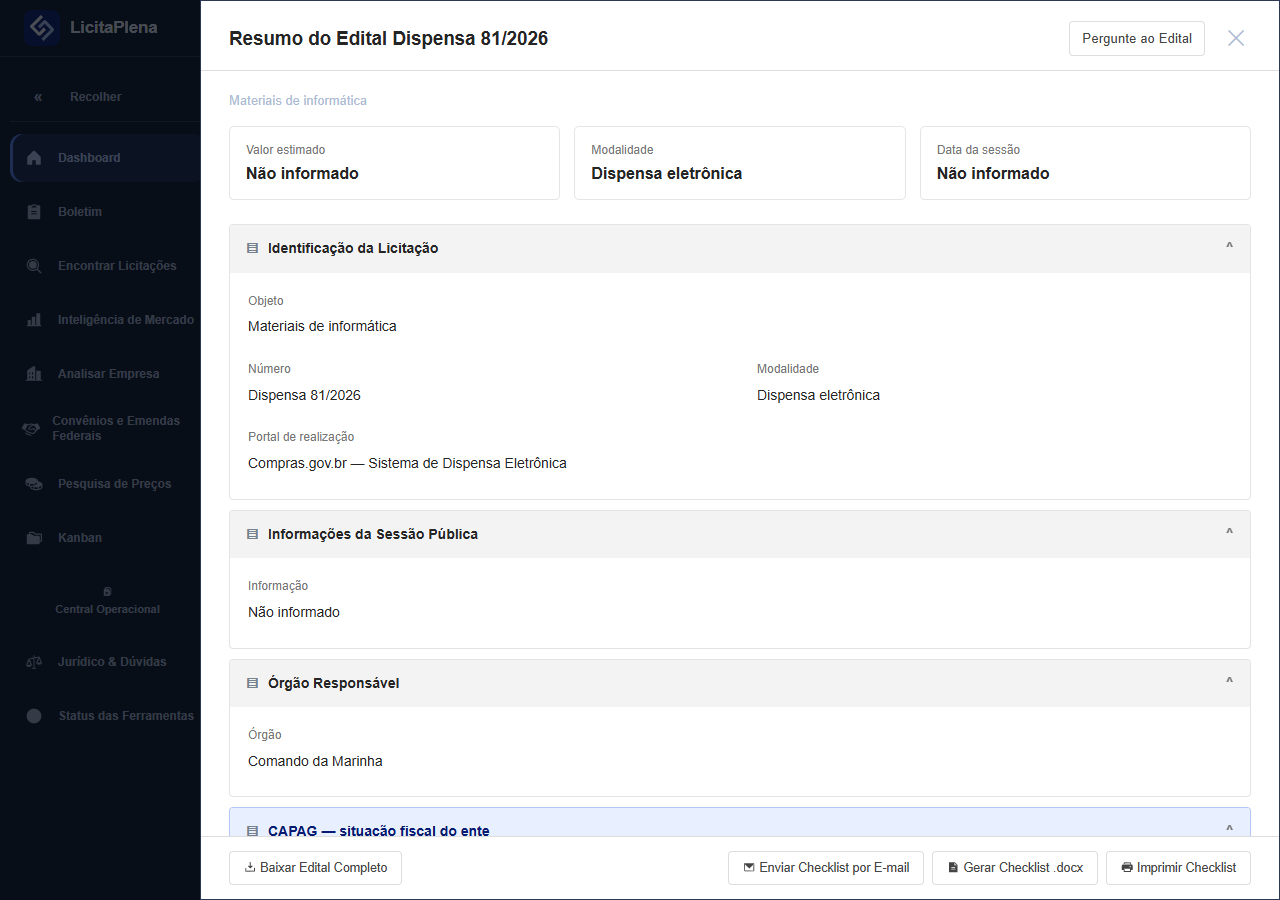 LicitaPlena
Resumo do Edital Dispensa 81/2026
Pergunte ao Edital
« Recolher
Dashboard
Boletim
Encontrar Licitações
Inteligência de Mercado
Analisar Empresa
Convênios e Emendas
Federais
Pesquisa de Preços
Kanban
Central Operacional
Jurídico & Dúvidas
Status das Ferramentas
Materiais de informática
Valor estimado
Não informado
Modalidade
Dispensa eletrônica
Data da sessão
Não informado
Identificação da Licitação
Objeto
Materiais de informática
Número
Dispensa 81/2026
Modalidade
Dispensa eletrônica
Portal de realização
Compras.gov.br — Sistema de Dispensa Eletrônica
Informações da Sessão Pública
Informação
Não informado
Órgão Responsável
Órgão
Comando da Marinha
CAPAG — situação fiscal do ente
Baixar Edital Completo
Enviar Checklist por E-mail
Gerar Checklist .docx
Imprimir Checklist